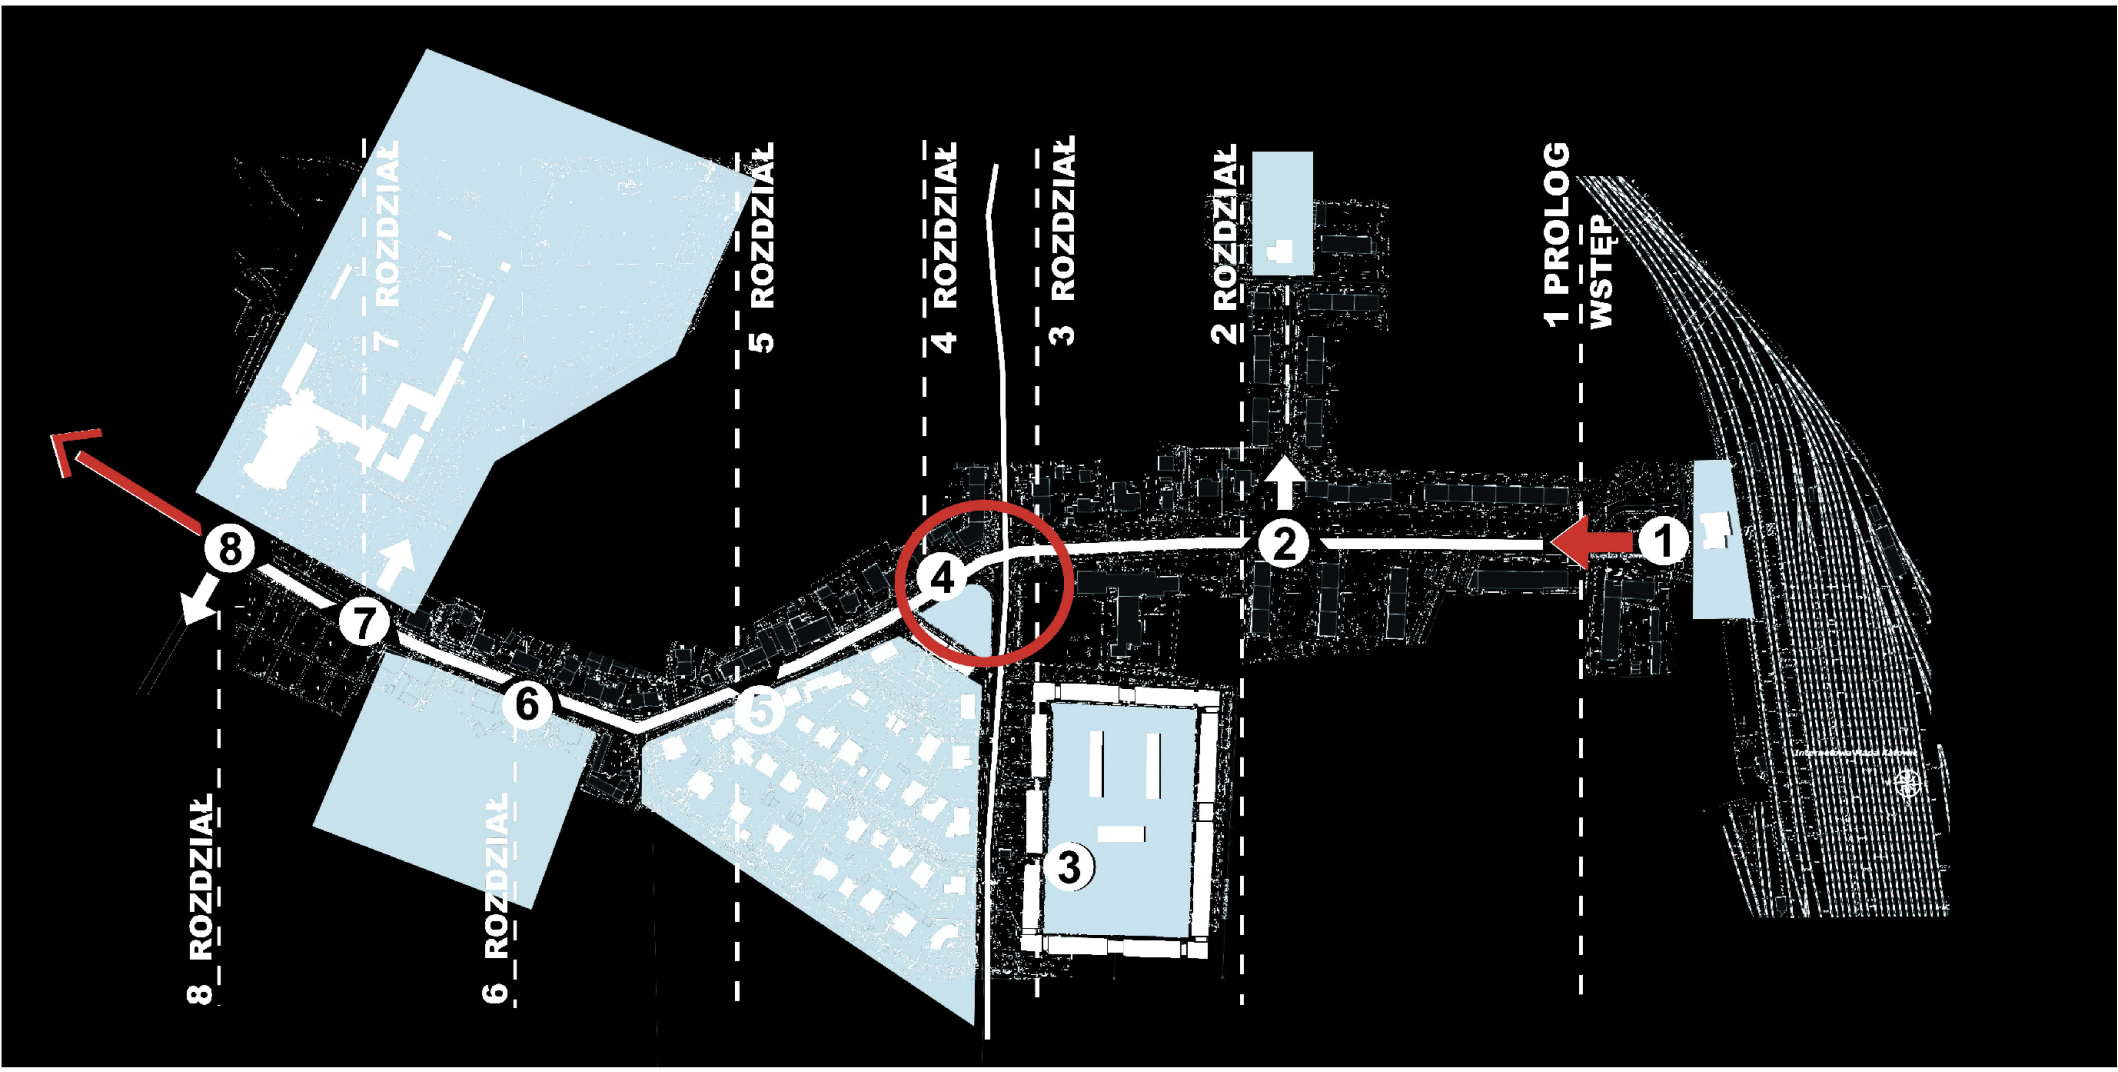 7 ROZDZIAŁ
5 ROZDZIAŁ
4 ROZDZIAŁ
3 ROZDZIAŁ
2 ROZDZIAŁ
1 PROLOG
WSTĘP
8
7
6
5
4
2
1
3
8 ROZDZIAŁ
6 ROZDZIAŁ